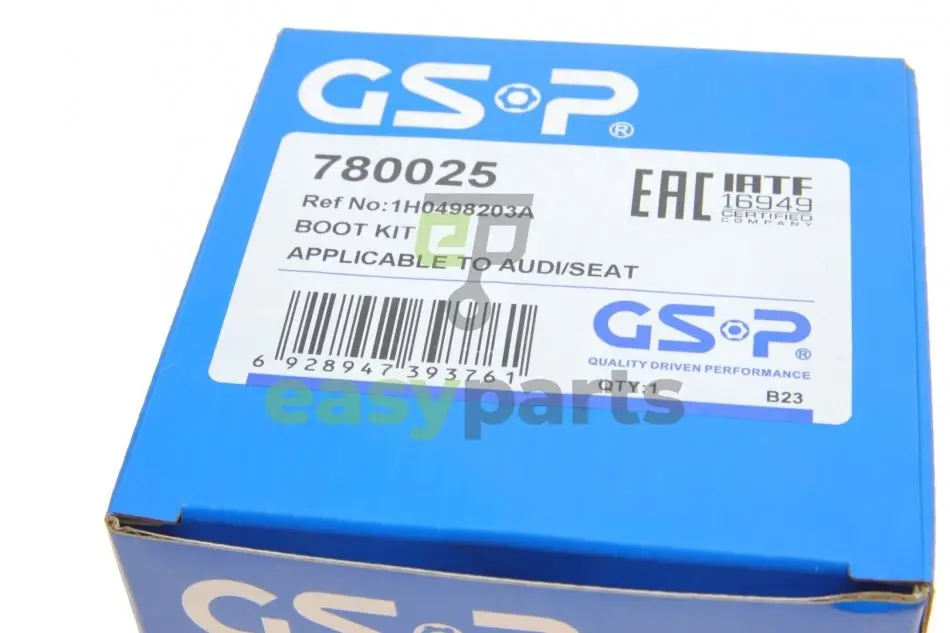 GSP®
780025
Ref No:1H0498203A
BOOT KIT
APPLICABLE TO AUDI/SEAT
EAC
IATF
16949
CERTIFIED
COMPANY
6 928947 393761
GSP®
QUALITY DRIVEN PERFORMANCE
QTY:1
B23
easyparts
GSP